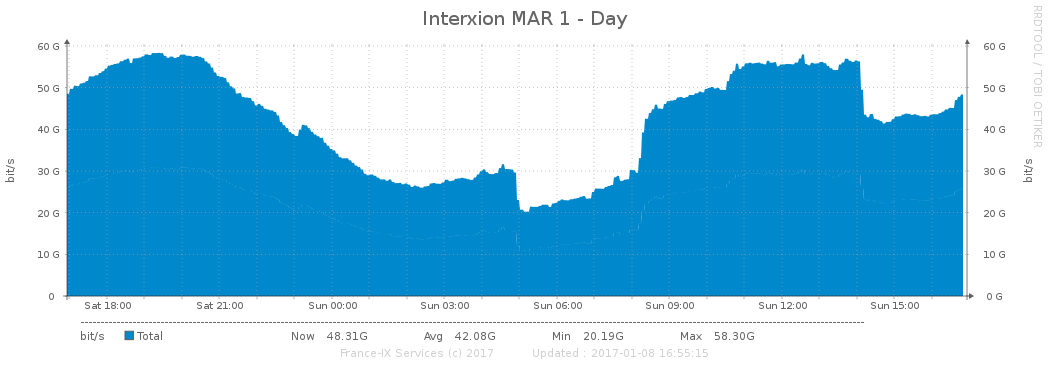 Interxion MAR 1 - Day
RRDTOOL / TOBI OETIKER
60 G 60 G
50 G 50 G
40 G 40 G
30 G 30 G
20 G 20 G
10 G 10 G
0 0 G
bit/s bit/s
Sat 18:00 Sat 21:00 Sun 00:00 Sun 03:00 Sun 06:00 Sun 09:00 Sun 12:00 Sun 15:00
bit/s Total Now 48.31G Avg 42.08G Min 20.19G Max 58.30G
France-IX Services (c) 2017 Updated : 2017-01-08 16:55:15